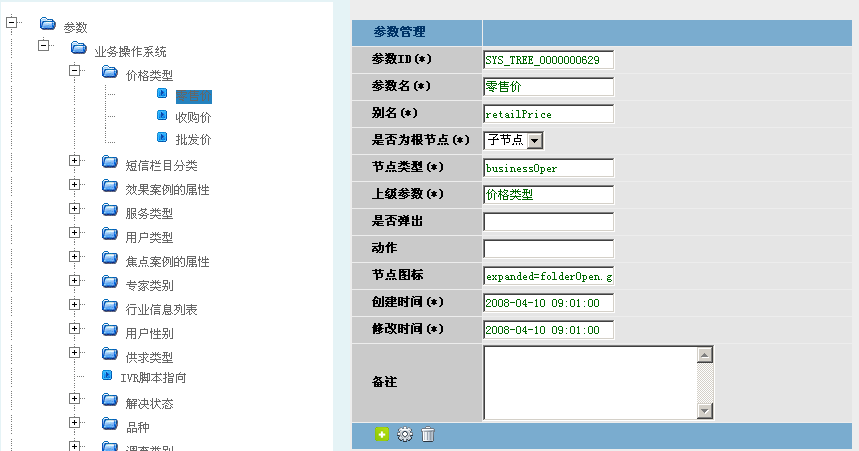 参数
业务操作系统
价格类型
收购价
批发价
短信栏目分类
效果案例的属性
服务类型
用户类型
焦点案例的属性
专家类别
行业信息列表
用户性别
供求类型
IVR脚本指向
解决状态
品种
调查类别
参数管理
参数ID(*) SYS_TREE_0000000629
参数名(*) 零售价
别名(*) retailPrice
是否为根节点(*) 子节点
节点类型(*) businessOper
上级参数(*) 价格类型
是否弹出
动作
节点图标 expanded=folderOpen.g
创建时间(*) 2008-04-10 09:01:00
修改时间(*) 2008-04-10 09:01:00
备注